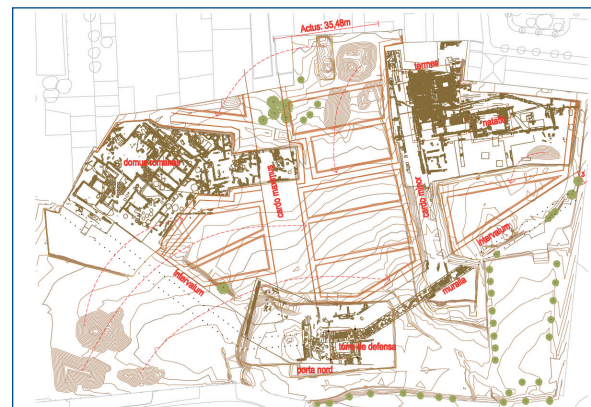 Actus: 35,48m
termes
natatio
domus romanes
cardo maximus
cardo minor
intervallum
intervallum
muralla
torre de defensa
porta nord